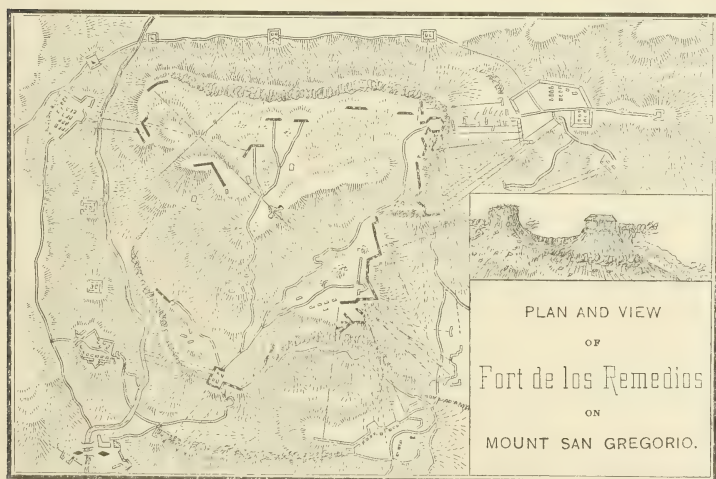 PLAN AND VIEW
OF
Fort de los Remedios
ON
MOUNT SAN GREGORIO.